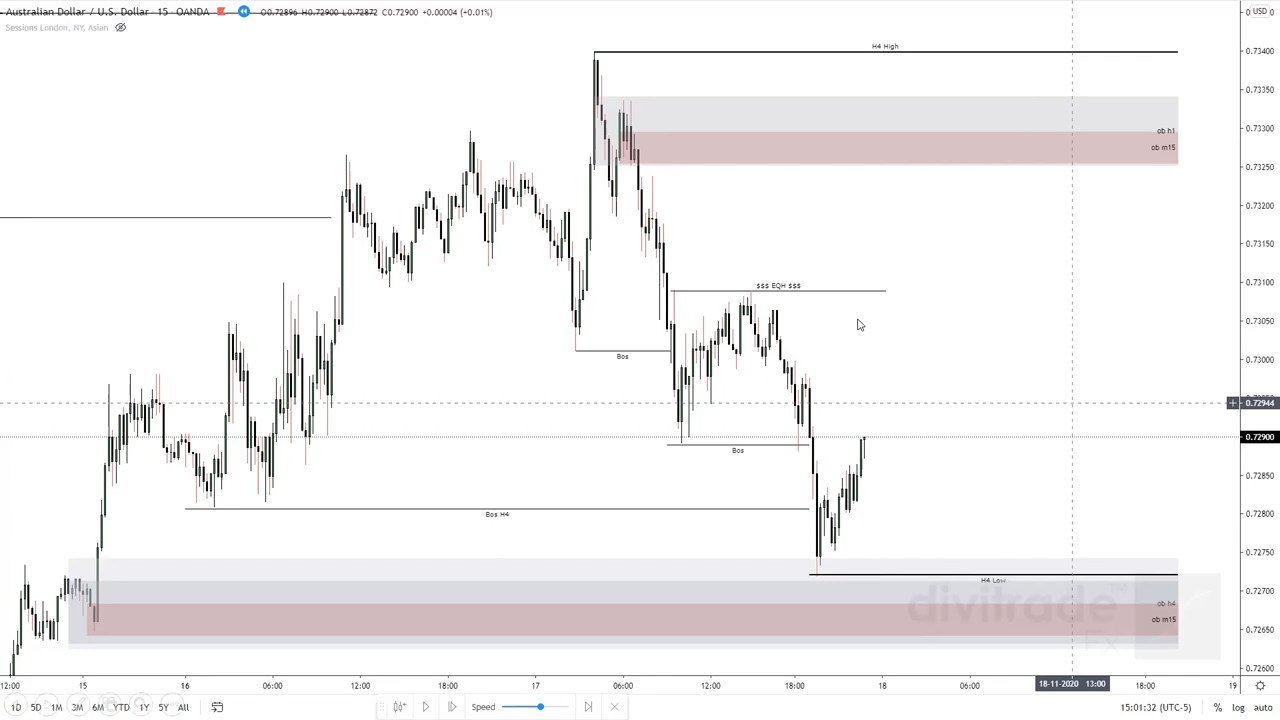 Australian Dollar / U.S. Dollar · 15 · OANDA O0.72896 H0.72900 L0.72872 C0.72900 +0.00004 (+0.01%)
USD
Sessions London, NY, Asian
H4 High
0.73400
0.73350
ob h1
0.73300
ob m15
0.73250
0.73200
0.73150
$$$ EQH $$$
0.73100
0.73050
Bos
0.73000
0.72944
0.72900
Bos
0.72850
Bos H4
0.72800
0.72750
H4 Low
0.72700
divitrade™
ob h4
ob m15
0.72650
Fx
0.72600
12:00 15 16 06:00 18:00 17 06:00 12:00 18:00 18 06:00 18-11-2020 13:00 18:00 19
1D 5D 1M 3M 6M YTD 1Y 5Y All Speed 15:01:32 (UTC-5) % log auto